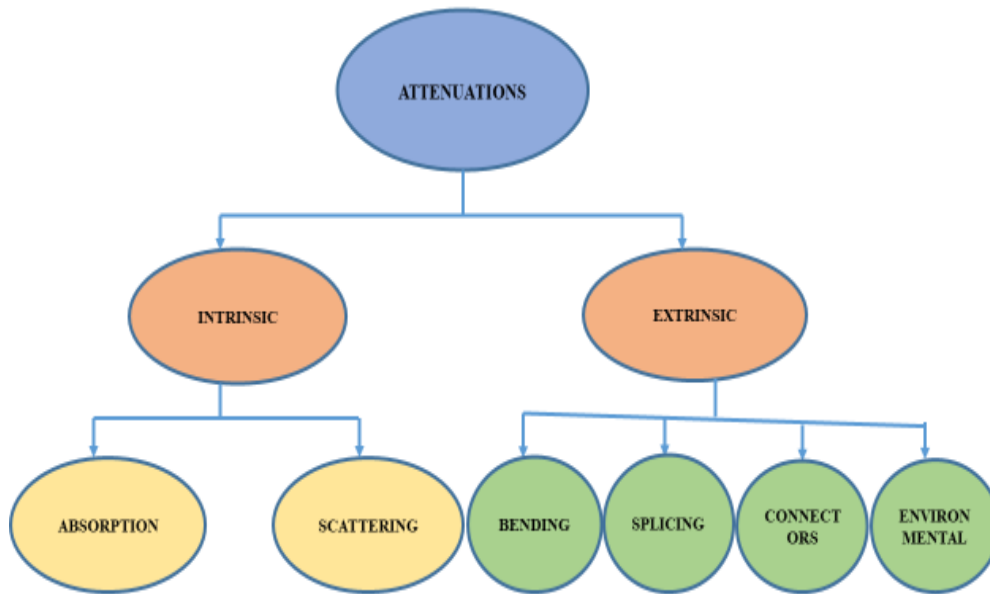 ATTENUATIONS
INTRINSIC
EXTRINSIC
ABSORPTION
SCATTERING
BENDING
SPLICING
CONNECT
ORS
ENVIRON
MENTAL